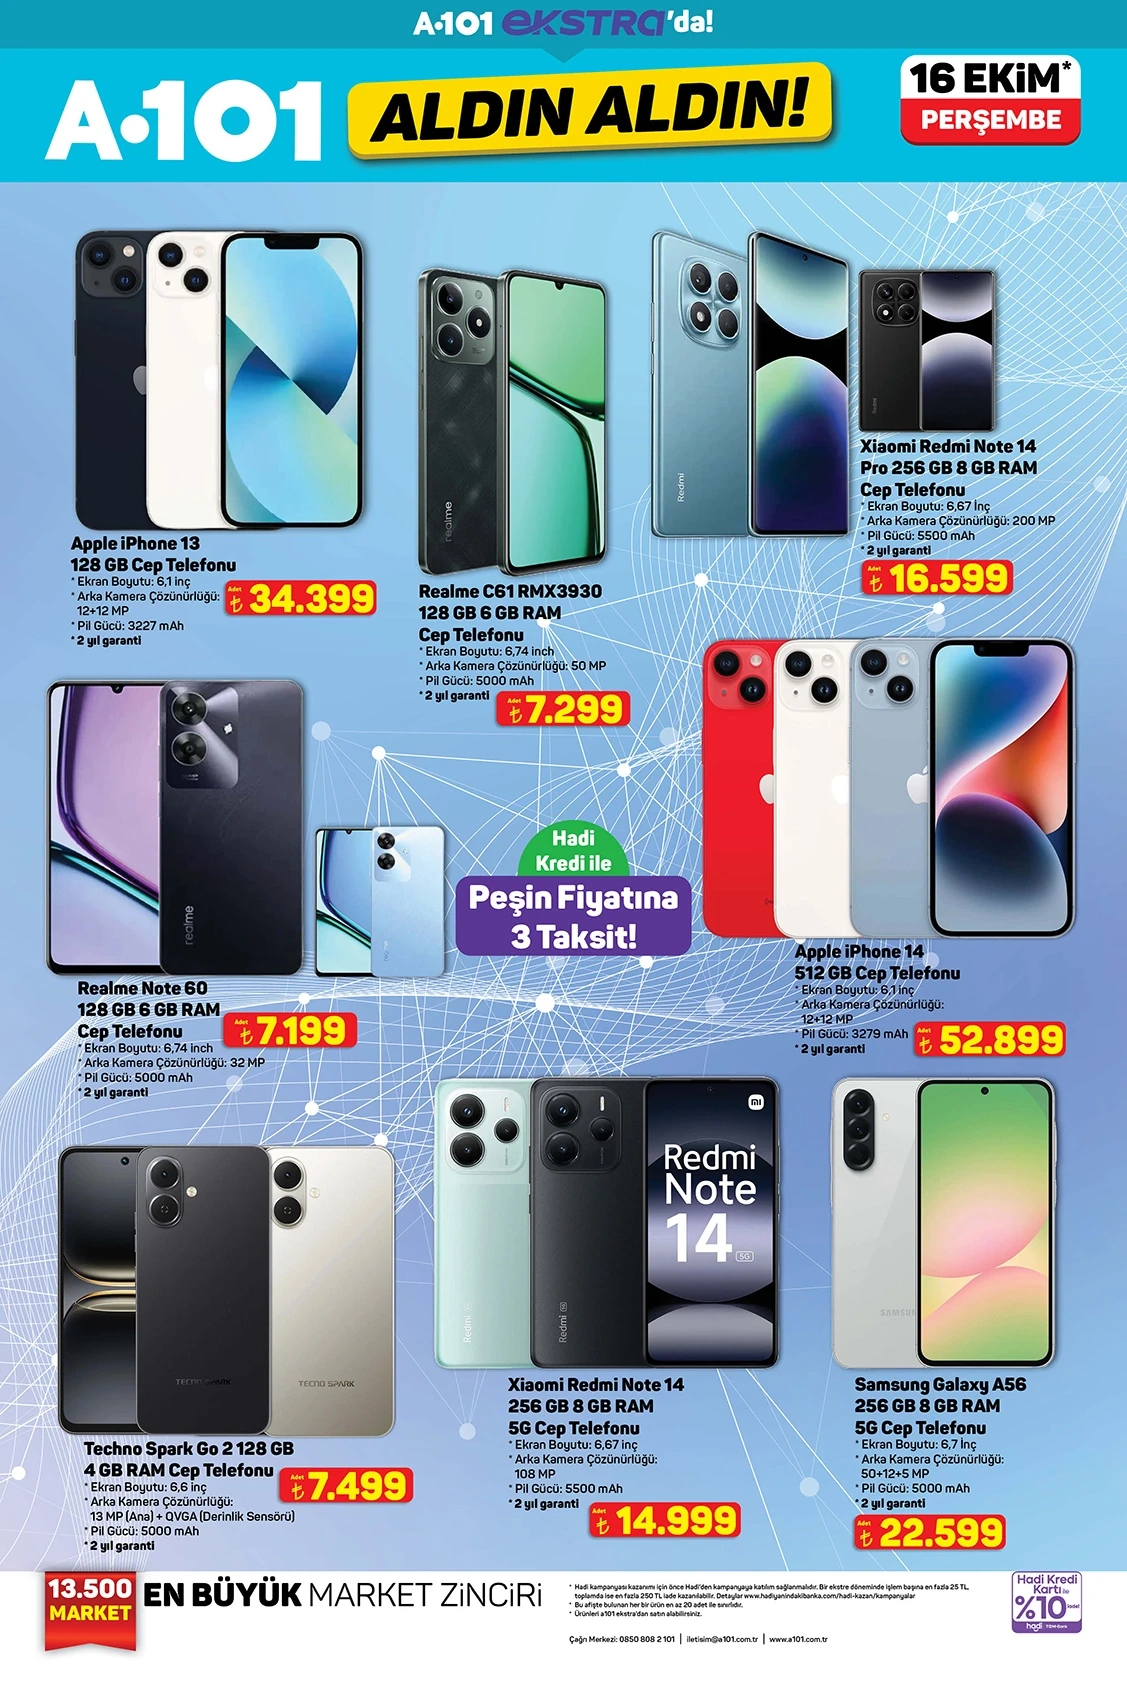 A·101 EKSTRA'da!
A·101
ALDIN ALDIN!
16 EKİM*
PERŞEMBE
Apple iPhone 13
128 GB Cep Telefonu
* Ekran Boyutu: 6,1 inç
* Arka Kamera Çözünürlüğü:
12+12 MP
* Pil Gücü: 3227 mAh
* 2 yıl garanti
Adet
₺34.399
realme
Realme C61 RMX3930
128 GB 6 GB RAM
Cep Telefonu
* Ekran Boyutu: 6,74 inch
* Arka Kamera Çözünürlüğü: 50 MP
* Pil Gücü: 5000 mAh
* 2 yıl garanti
Adet
₺7.299
Redmi
Redmi
Xiaomi Redmi Note 14
Pro 256 GB 8 GB RAM
Cep Telefonu
* Ekran Boyutu: 6,67 İnç
* Arka Kamera Çözünürlüğü: 200 MP
* Pil Gücü: 5500 mAh
* 2 yıl garanti
Adet
₺16.599
realme
realme
Realme Note 60
128 GB 6 GB RAM
Cep Telefonu
* Ekran Boyutu: 6,74 inch
* Arka Kamera Çözünürlüğü: 32 MP
* Pil Gücü: 5000 mAh
* 2 yıl garanti
Adet
₺7.199
Hadi
Kredi ile
Peşin Fiyatına
3 Taksit!
Apple iPhone 14
512 GB Cep Telefonu
* Ekran Boyutu: 6,1 inç
* Arka Kamera Çözünürlüğü:
12+12 MP
* Pil Gücü: 3279 mAh
* 2 yıl garanti
Adet
₺52.899
TECNO SPARK
TECNO SPARK
Techno Spark Go 2 128 GB
4 GB RAM Cep Telefonu
* Ekran Boyutu: 6,6 inç
* Arka Kamera Çözünürlüğü:
13 MP (Ana) + QVGA (Derinlik Sensörü)
* Pil Gücü: 5000 mAh
* 2 yıl garanti
Adet
₺7.499
Redmi
Redmi
Redmi
Note
14
5G
Xiaomi Redmi Note 14
256 GB 8 GB RAM
5G Cep Telefonu
* Ekran Boyutu: 6,67 inç
* Arka Kamera Çözünürlüğü:
108 MP
* Pil Gücü: 5500 mAh
* 2 yıl garanti
Adet
₺14.999
SAMSUN
Samsung Galaxy A56
256 GB 8 GB RAM
5G Cep Telefonu
* Ekran Boyutu: 6,7 İnç
* Arka Kamera Çözünürlüğü:
50+12+5 MP
* Pil Gücü: 5000 mAh
* 2 yıl garanti
Adet
₺22.599
13.500
MARKET
EN BÜYÜK MARKET ZİNCİRİ
* Hadi kampanyası kazanımı için önce Hadi'den kampanyaya katılım sağlanmalıdır. Bir ekstre döneminde işlem başına en fazla 25 TL,
toplamda ise en fazla 250 TL iade kazanılabilir. Detaylar www.hadiyanindakibanka.com/hadi-kazan/kampanyalar
* Bu afişte bulunan her bir ürün en az 20 adet ile sınırlıdır.
* Ürünleri a101 ekstra'dan satın alabilirsiniz.
Çağrı Merkezi: 0850 808 2 101 | iletisim@a101.com.tr | www.a101.com.tr
Hadi Kredi
Kartı ile
%10 iade!
hadi TOM-Bank